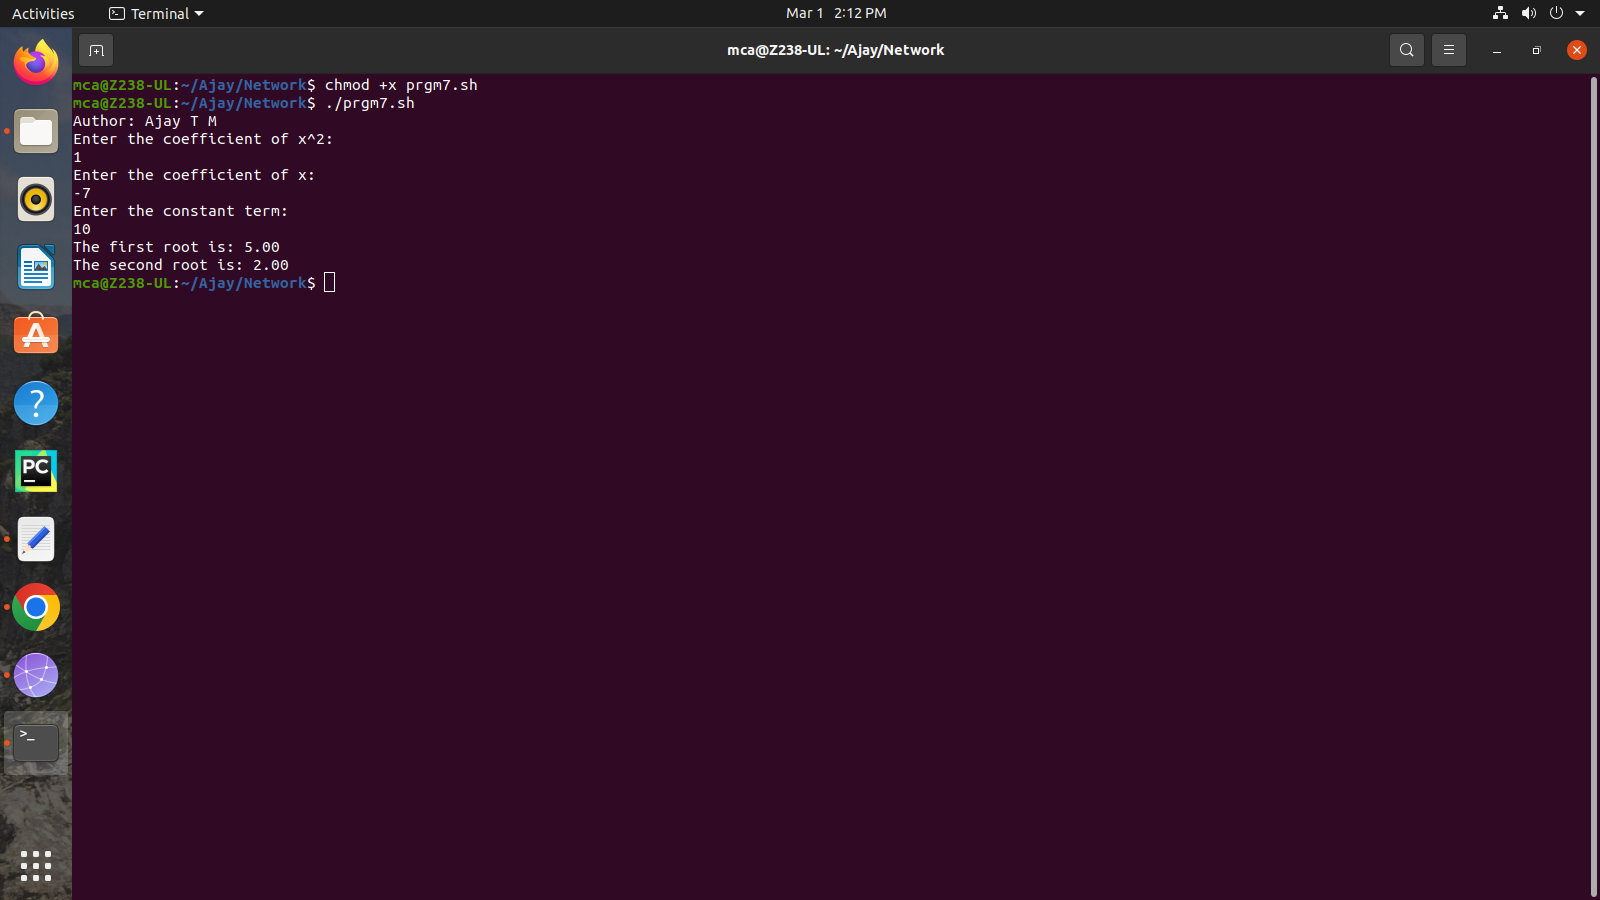 Activities
Terminal
Mar 1 2:12 PM
mca@Z238-UL: ~/Ajay/Network
mca@Z238-UL:~/Ajay/Network$ chmod +x prgm7.sh
mca@Z238-UL:~/Ajay/Network$ ./prgm7.sh
Author: Ajay T M
Enter the coefficient of x^2:
1
Enter the coefficient of x:
-7
Enter the constant term:
10
The first root is: 5.00
The second root is: 2.00
mca@Z238-UL:~/Ajay/Network$
PC